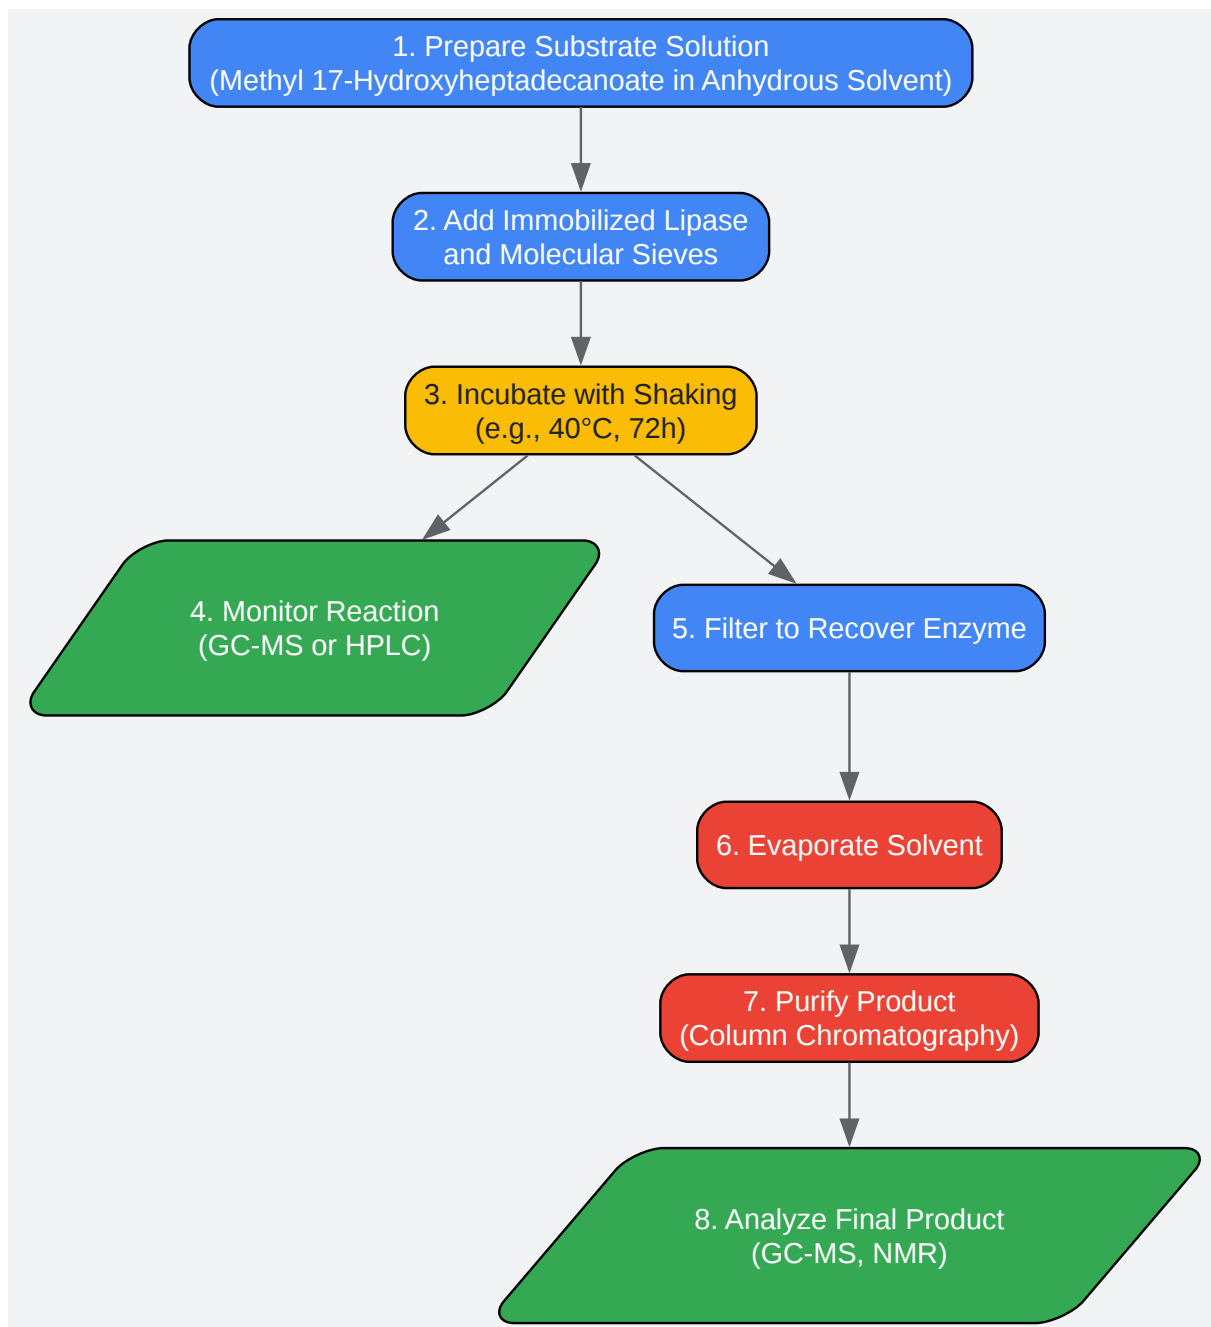 1. Prepare Substrate Solution
(Methyl 17-Hydroxyheptadecanoate in Anhydrous Solvent)
2. Add Immobilized Lipase
and Molecular Sieves
3. Incubate with Shaking
(e.g., 40°C, 72h)
4. Monitor Reaction
(GC-MS or HPLC)
5. Filter to Recover Enzyme
6. Evaporate Solvent
7. Purify Product
(Column Chromatography)
8. Analyze Final Product
(GC-MS, NMR)